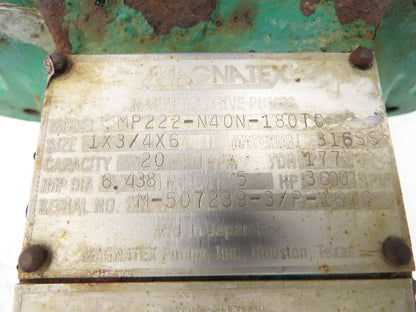 MAGNATEX
MAGNETIC DRIVE PUMPS
MODEL MP222-N40N-180TC
SIZE 1X3/4X6 MATERIAL 316SS
CAPACITY 20 GPM TDH 177
IMP DIA 6.438 5 HP 3600 RPM
SERIAL NO. M-507239-3/P-
Mfd. In Japan For
MAGNATEX Pumps, Inc., Houston, Texas